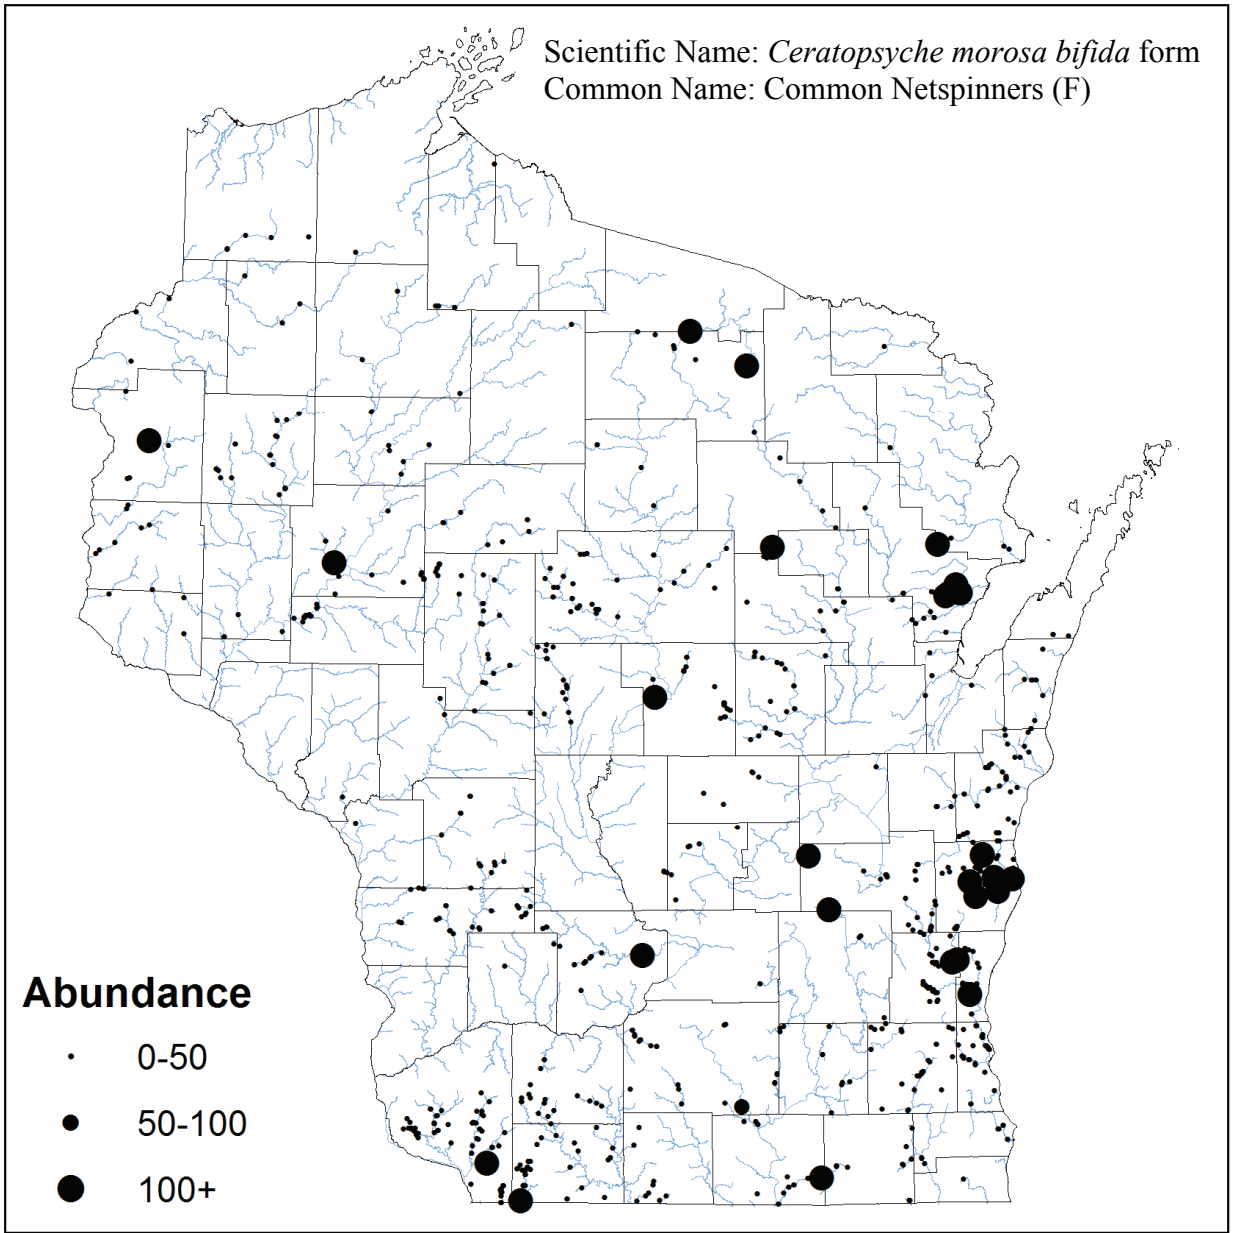 Scientific Name: Ceratopsyche morosa bifida form
Common Name: Common Netspinners (F)
Abundance
0-50
50-100
100+